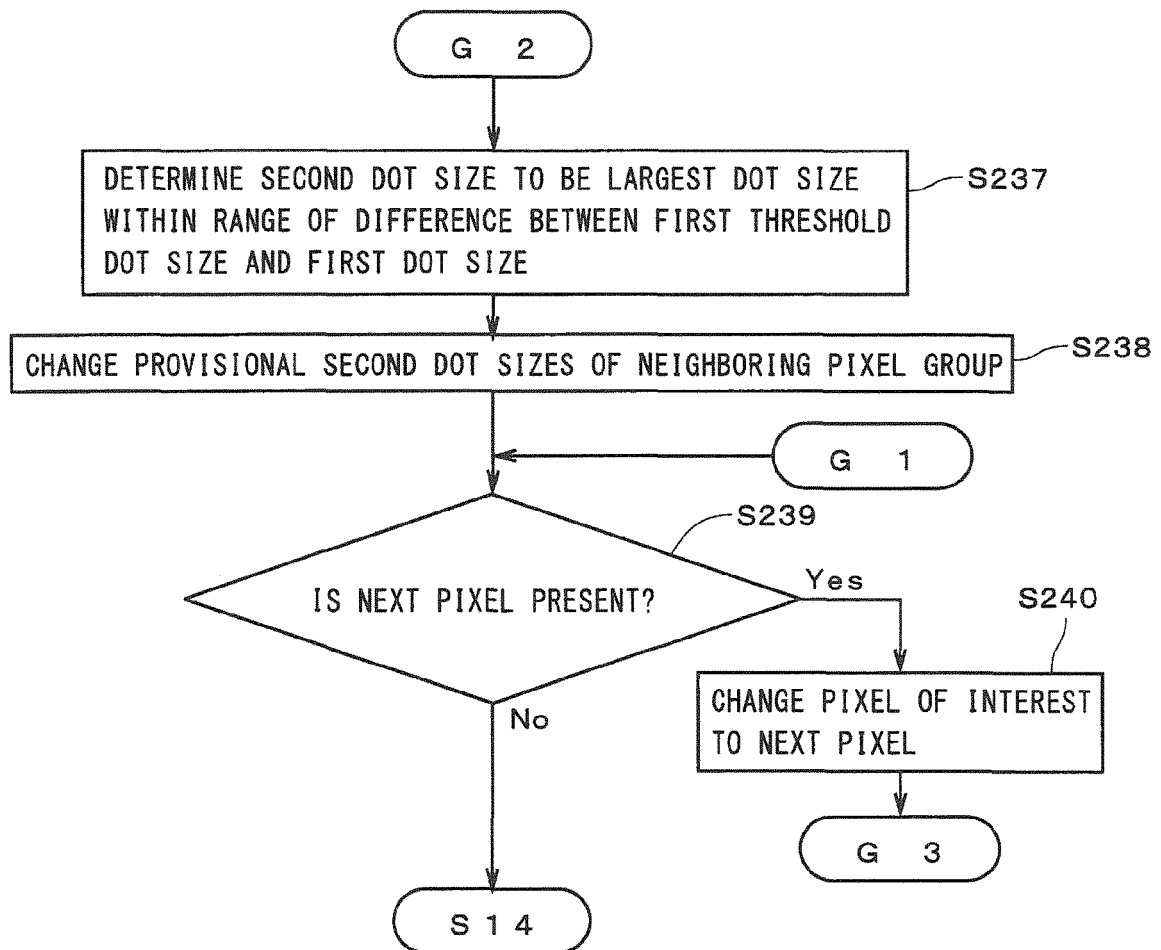 G 2
DETERMINE SECOND DOT SIZE TO BE LARGEST DOT SIZE
WITHIN RANGE OF DIFFERENCE BETWEEN FIRST THRESHOLD
DOT SIZE AND FIRST DOT SIZE
S237
CHANGE PROVISIONAL SECOND DOT SIZES OF NEIGHBORING PIXEL GROUP
S238
G 1
S239
IS NEXT PIXEL PRESENT?
Yes
S240
CHANGE PIXEL OF INTEREST
TO NEXT PIXEL
No
G 3
S 1 4